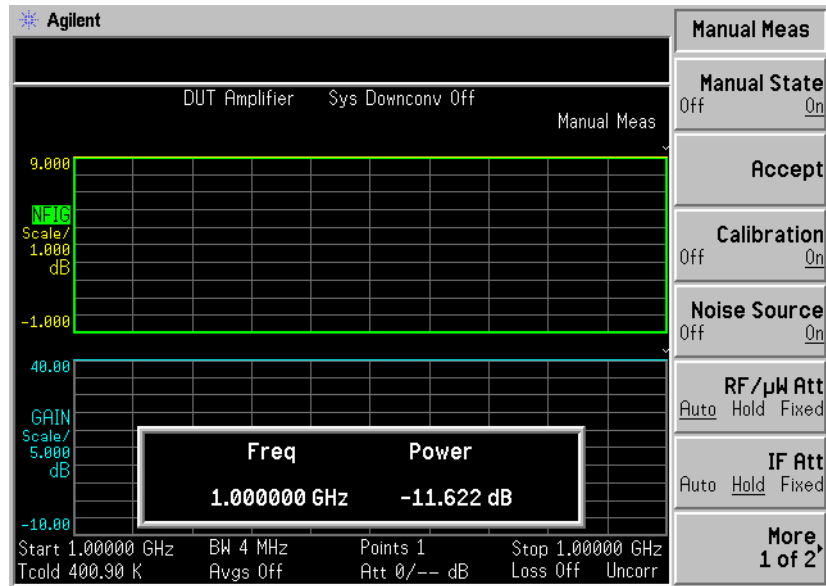 Agilent
Manual Meas
DUT Amplifier Sys Downconv Off
Manual Meas
9.000
NFIG
Scale/
1.000
dB
-1.000
40.00
GAIN
Scale/
5.000
dB
-10.00
Freq Power
1.000000 GHz -11.622 dB
Start 1.00000 GHz BW 4 MHz Points 1 Stop 1.00000 GHz
Tcold 400.90 K Avgs Off Att 0/-- dB Loss Off Uncorr
Manual State
Off On
Accept
Calibration
Off On
Noise Source
Off On
RF/µW Att
Auto Hold Fixed
IF Att
Auto Hold Fixed
More
1 of 2